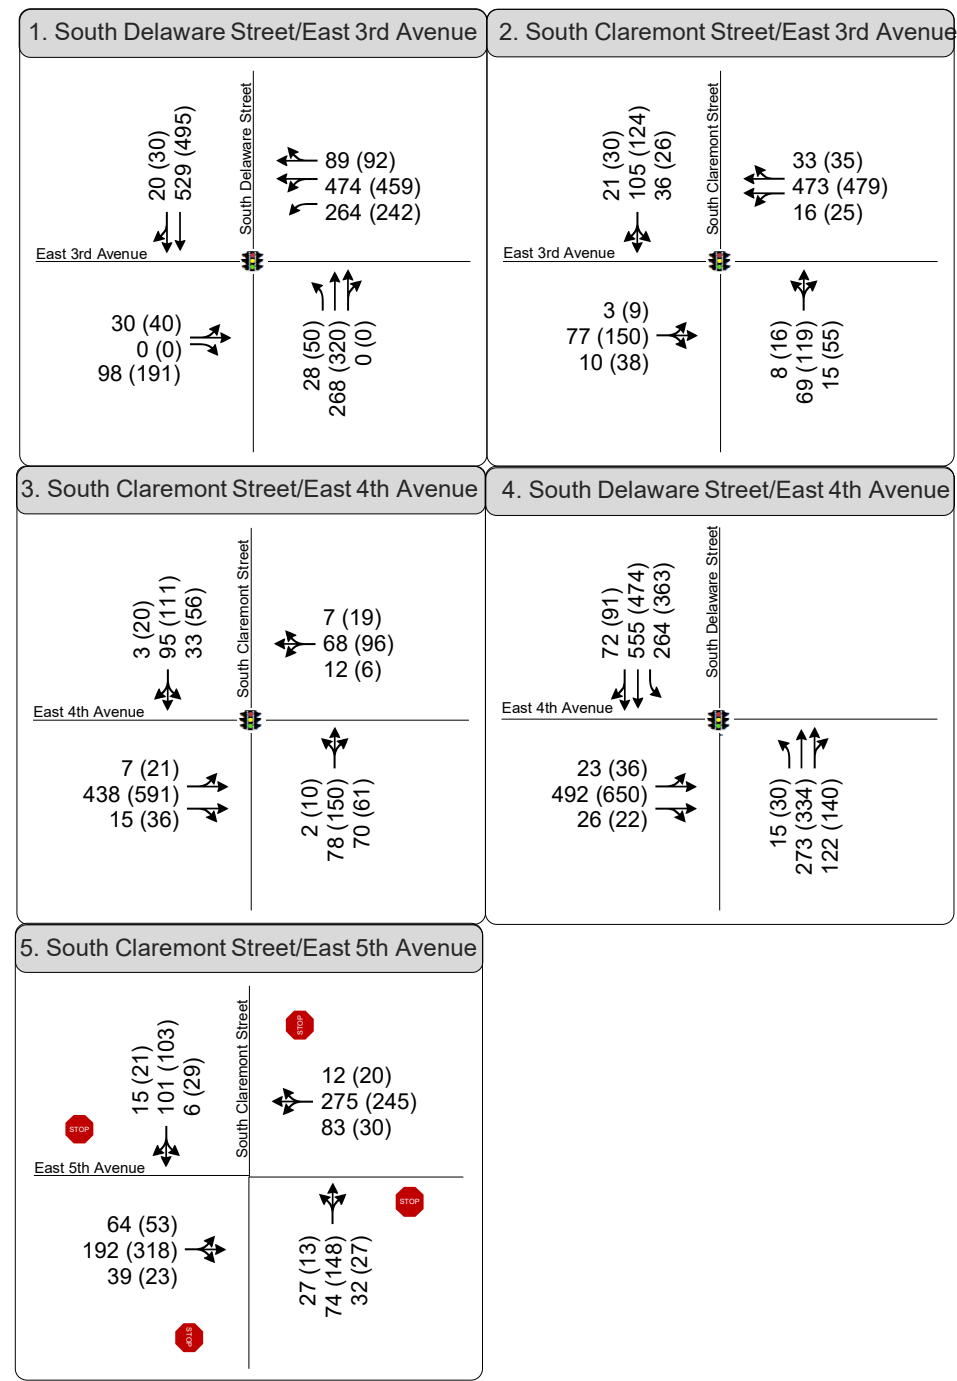 1. South Delaware Street/East 3rd Avenue
South Delaware Street
20 (30)
529 (495)
89 (92)
474 (459)
264 (242)
East 3rd Avenue
30 (40)
0 (0)
98 (191)
28 (50)
268 (320)
0 (0)
2. South Claremont Street/East 3rd Avenue
South Claremont Street
21 (30)
105 (124)
36 (26)
33 (35)
473 (479)
16 (25)
East 3rd Avenue
3 (9)
77 (150)
10 (38)
8 (16)
69 (119)
15 (55)
3. South Claremont Street/East 4th Avenue
South Claremont Street
3 (20)
95 (111)
33 (56)
7 (19)
68 (96)
12 (6)
East 4th Avenue
7 (21)
438 (591)
15 (36)
2 (10)
78 (150)
70 (61)
4. South Delaware Street/East 4th Avenue
South Delaware Street
72 (91)
555 (474)
264 (363)
East 4th Avenue
23 (36)
492 (650)
26 (22)
15 (30)
273 (334)
122 (140)
5. South Claremont Street/East 5th Avenue
South Claremont Street
STOP
15 (21)
101 (103)
6 (29)
12 (20)
275 (245)
83 (30)
STOP
East 5th Avenue
STOP
64 (53)
192 (318)
39 (23)
27 (13)
74 (148)
32 (27)
STOP